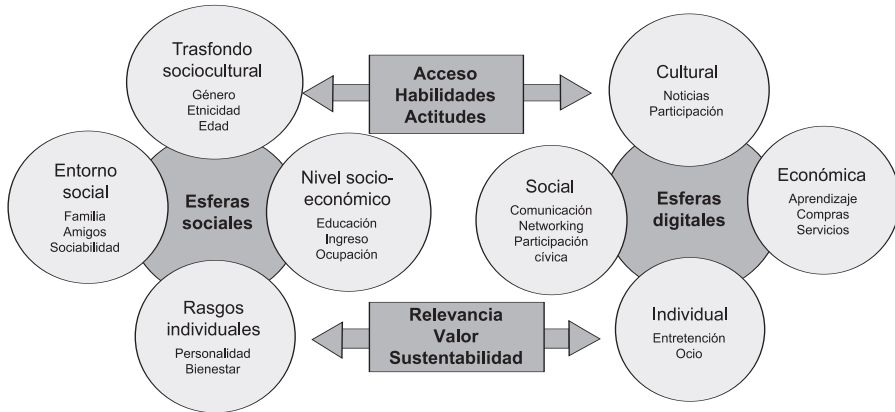 Trasfondo
sociocultural
Género
Etnicidad
Edad
Entorno
social
Familia
Amigos
Sociabilidad
Esferas
sociales
Nivel socio-
económico
Educación
Ingreso
Ocupación
Rasgos
individuales
Personalidad
Bienestar
Acceso
Habilidades
Actitudes
Relevancia
Valor
Sustentabilidad
Cultural
Noticias
Participación
Social
Comunicación
Networking
Participación
cívica
Esferas
digitales
Económica
Aprendizaje
Compras
Servicios
Individual
Entretención
Ocio